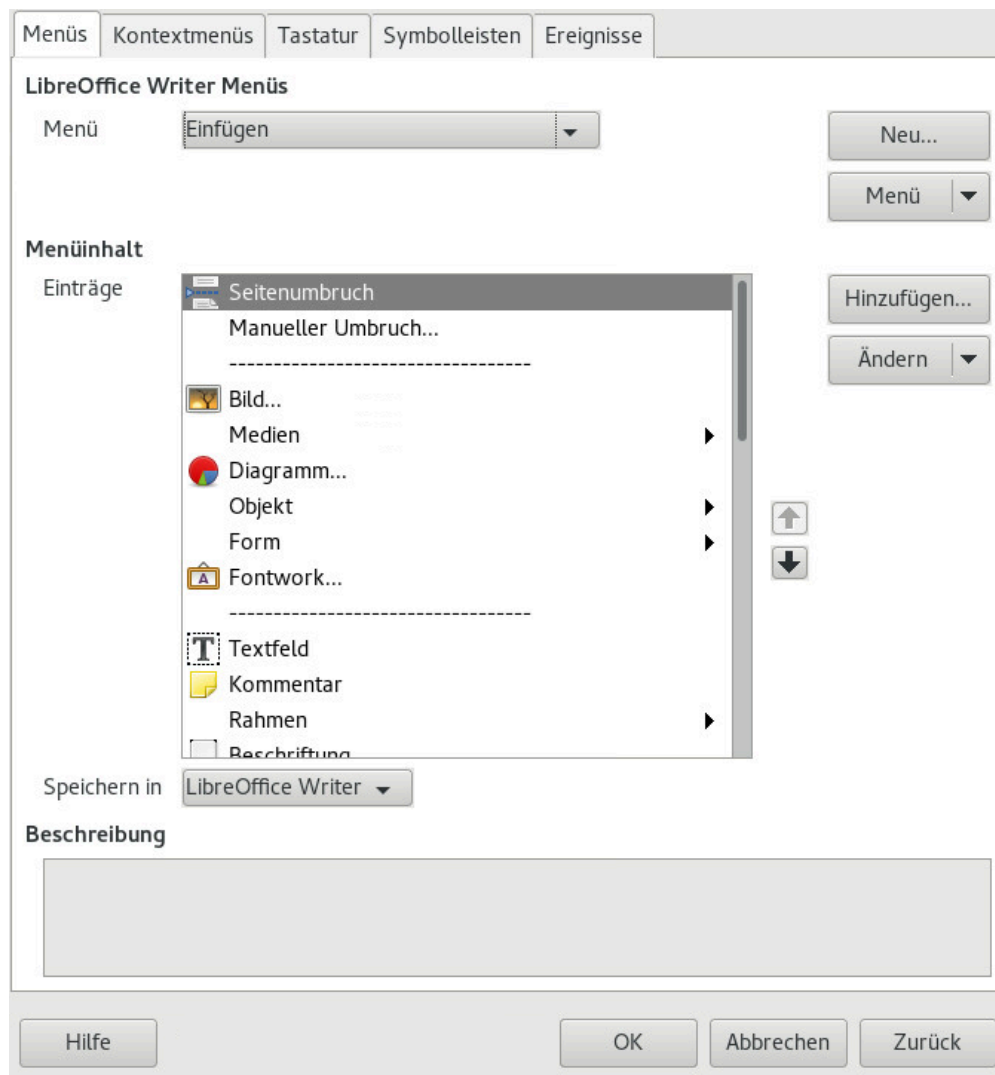 Menüs Kontextmenüs Tastatur Symbolleisten Ereignisse
LibreOffice Writer Menüs
Menü Einfügen Neu...
Menü
Menüinhalt
Einträge Seitenumbruch Hinzufügen...
Manueller Umbruch...
----------------------------------
Ändern
Bild...
Medien
Diagramm...
Objekt
Form
A Fontwork...
----------------------------------
T Textfeld
Kommentar
Rahmen
Beschriftung
Speichern in LibreOffice Writer
Beschreibung
Hilfe OK Abbrechen Zurück